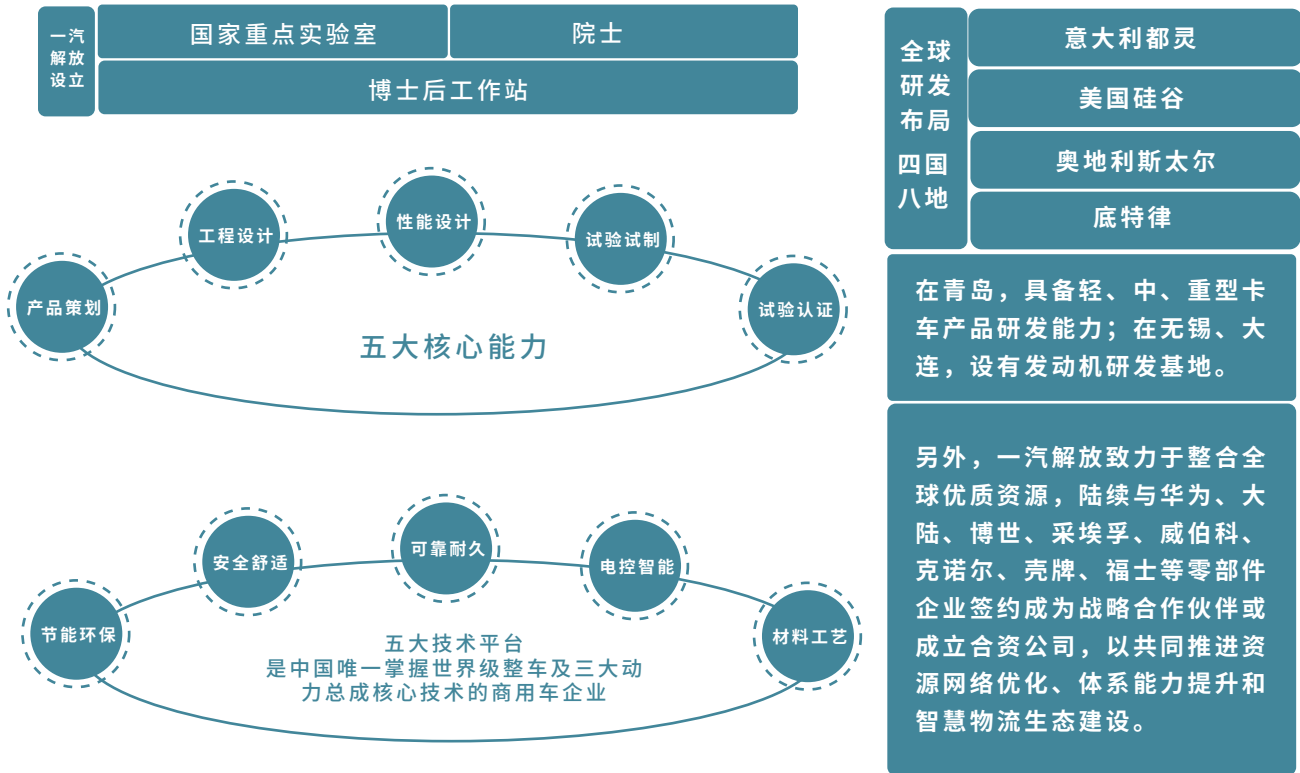 一汽
解放
设立
国家重点实验室
院士
博士后工作站
产品策划
工程设计
性能设计
试验试制
试验认证
五大核心能力
节能环保
安全舒适
可靠耐久
电控智能
材料工艺
五大技术平台
是中国唯一掌握世界级整车及三大动
力总成核心技术的商用车企业
全球
研发
布局
四国
八地
意大利都灵
美国硅谷
奥地利斯太尔
底特律
在青岛，具备轻、中、重型卡
车产品研发能力；在无锡、大
连，设有发动机研发基地。
另外，一汽解放致力于整合全
球优质资源，陆续与华为、大
陆、博世、采埃孚、威伯科、
克诺尔、壳牌、福士等零部件
企业签约成为战略合作伙伴或
成立合资公司，以共同推进资
源网络优化、体系能力提升和
智慧物流生态建设。